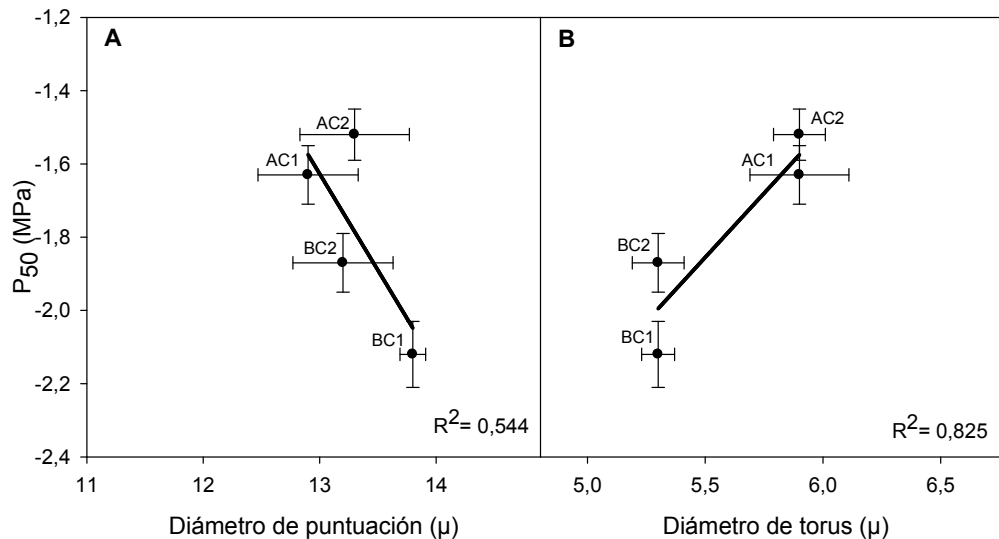 -1,2
-1,4
-1,6
-1,8
-2,0
-2,2
-2,4
P50 (MPa)
A
AC2
AC1
BC2
BC1
R2= 0,544
11
12
13
14
Diámetro de puntuación (µ)
B
AC2
AC1
BC2
BC1
R2= 0,825
5,0
5,5
6,0
6,5
Diámetro de torus (µ)